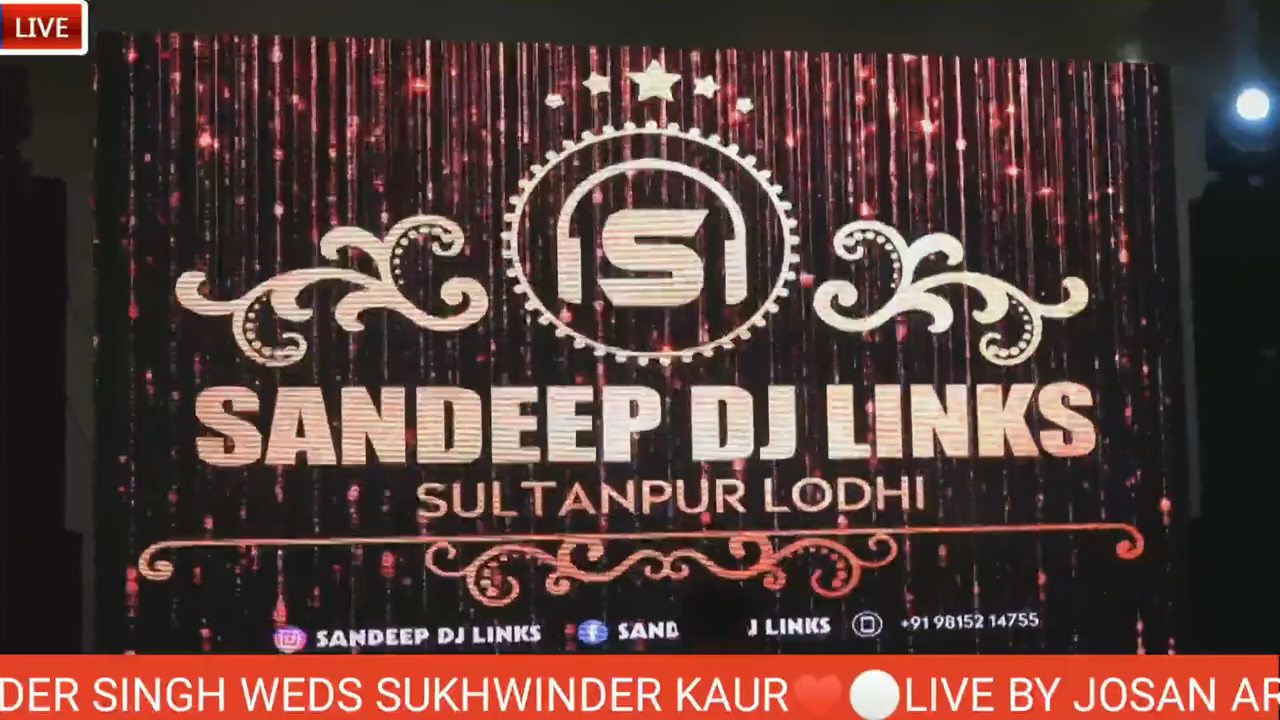 LIVE
S
SANDEEP DJ LINKS
SULTANPUR LODHI
SANDEEP DJ LINKS SAND J LINKS +91 98152 14755
DER SINGH WEDS SUKHWINDER KAUR❤️⚪LIVE BY JOSAN AR